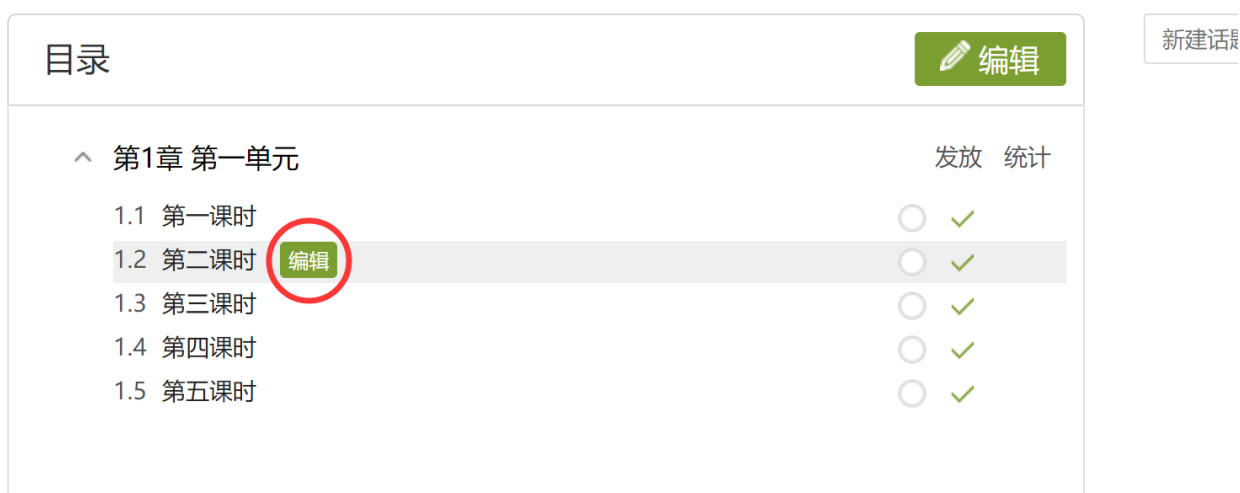 目录
编辑
新建话
第1章 第一单元
发放 统计
1.1 第一课时
1.2 第二课时 编辑
1.3 第三课时
1.4 第四课时
1.5 第五课时